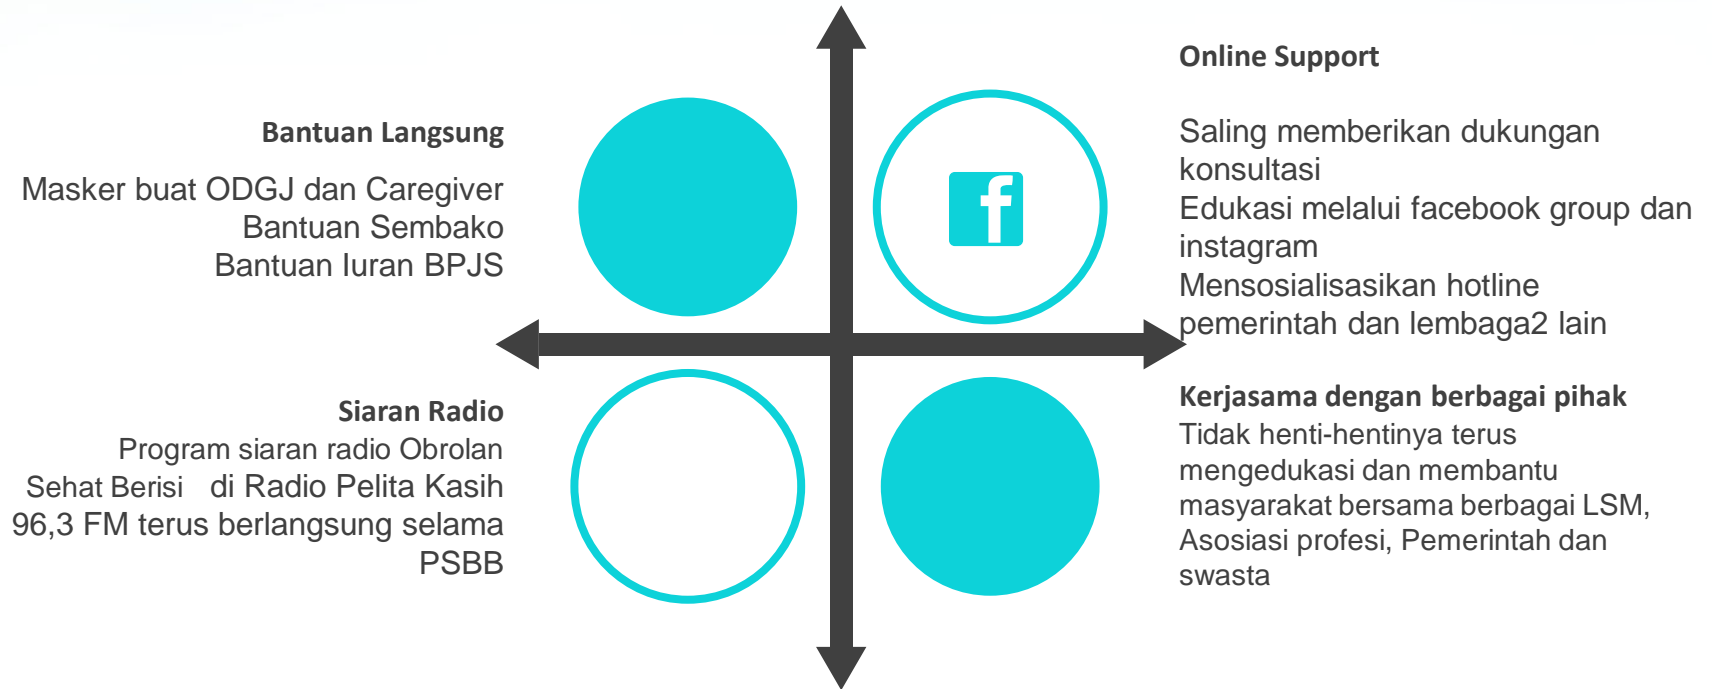 Bantuan Langsung
Masker buat ODGJ dan Caregiver
Bantuan Sembako
Bantuan Iuran BPJS
Online Support
Saling memberikan dukungan
konsultasi
Edukasi melalui facebook group dan
instagram
Mensosialisasikan hotline
pemerintah dan lembaga2 lain
Siaran Radio
Program siaran radio Obrolan
Sehat Berisi di Radio Pelita Kasih
96,3 FM terus berlangsung selama
PSBB
Kerjasama dengan berbagai pihak
Tidak henti-hentinya terus
mengedukasi dan membantu
masyarakat bersama berbagai LSM,
Asosiasi profesi, Pemerintah dan
swasta